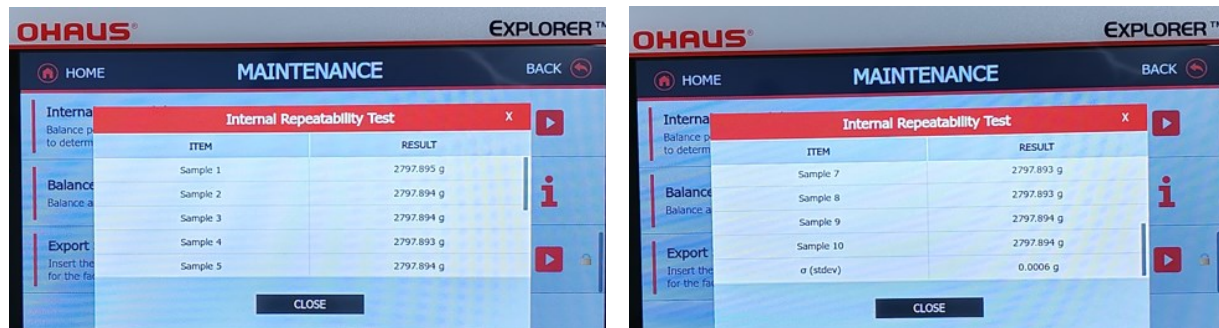 OHAUS® EXPLORER™
HOME MAINTENANCE BACK
Interna
Balance p
to determ
Internal Repeatability Test X
ITEM RESULT
Sample 1 2797.895 g
Sample 2 2797.894 g
Sample 3 2797.894 g
Sample 4 2797.893 g
Sample 5 2797.894 g
Balance
Balance a
Export
Insert the
for the fa
CLOSE
OHAUS® EXPLORER™
HOME MAINTENANCE BACK
Interna
Balance p
to determ
Internal Repeatability Test X
ITEM RESULT
Sample 7 2797.893 g
Sample 8 2797.893 g
Sample 9 2797.894 g
Sample 10 2797.894 g
σ (stdev) 0.0006 g
Balance
Balance a
Export
Insert the
for the fa
CLOSE